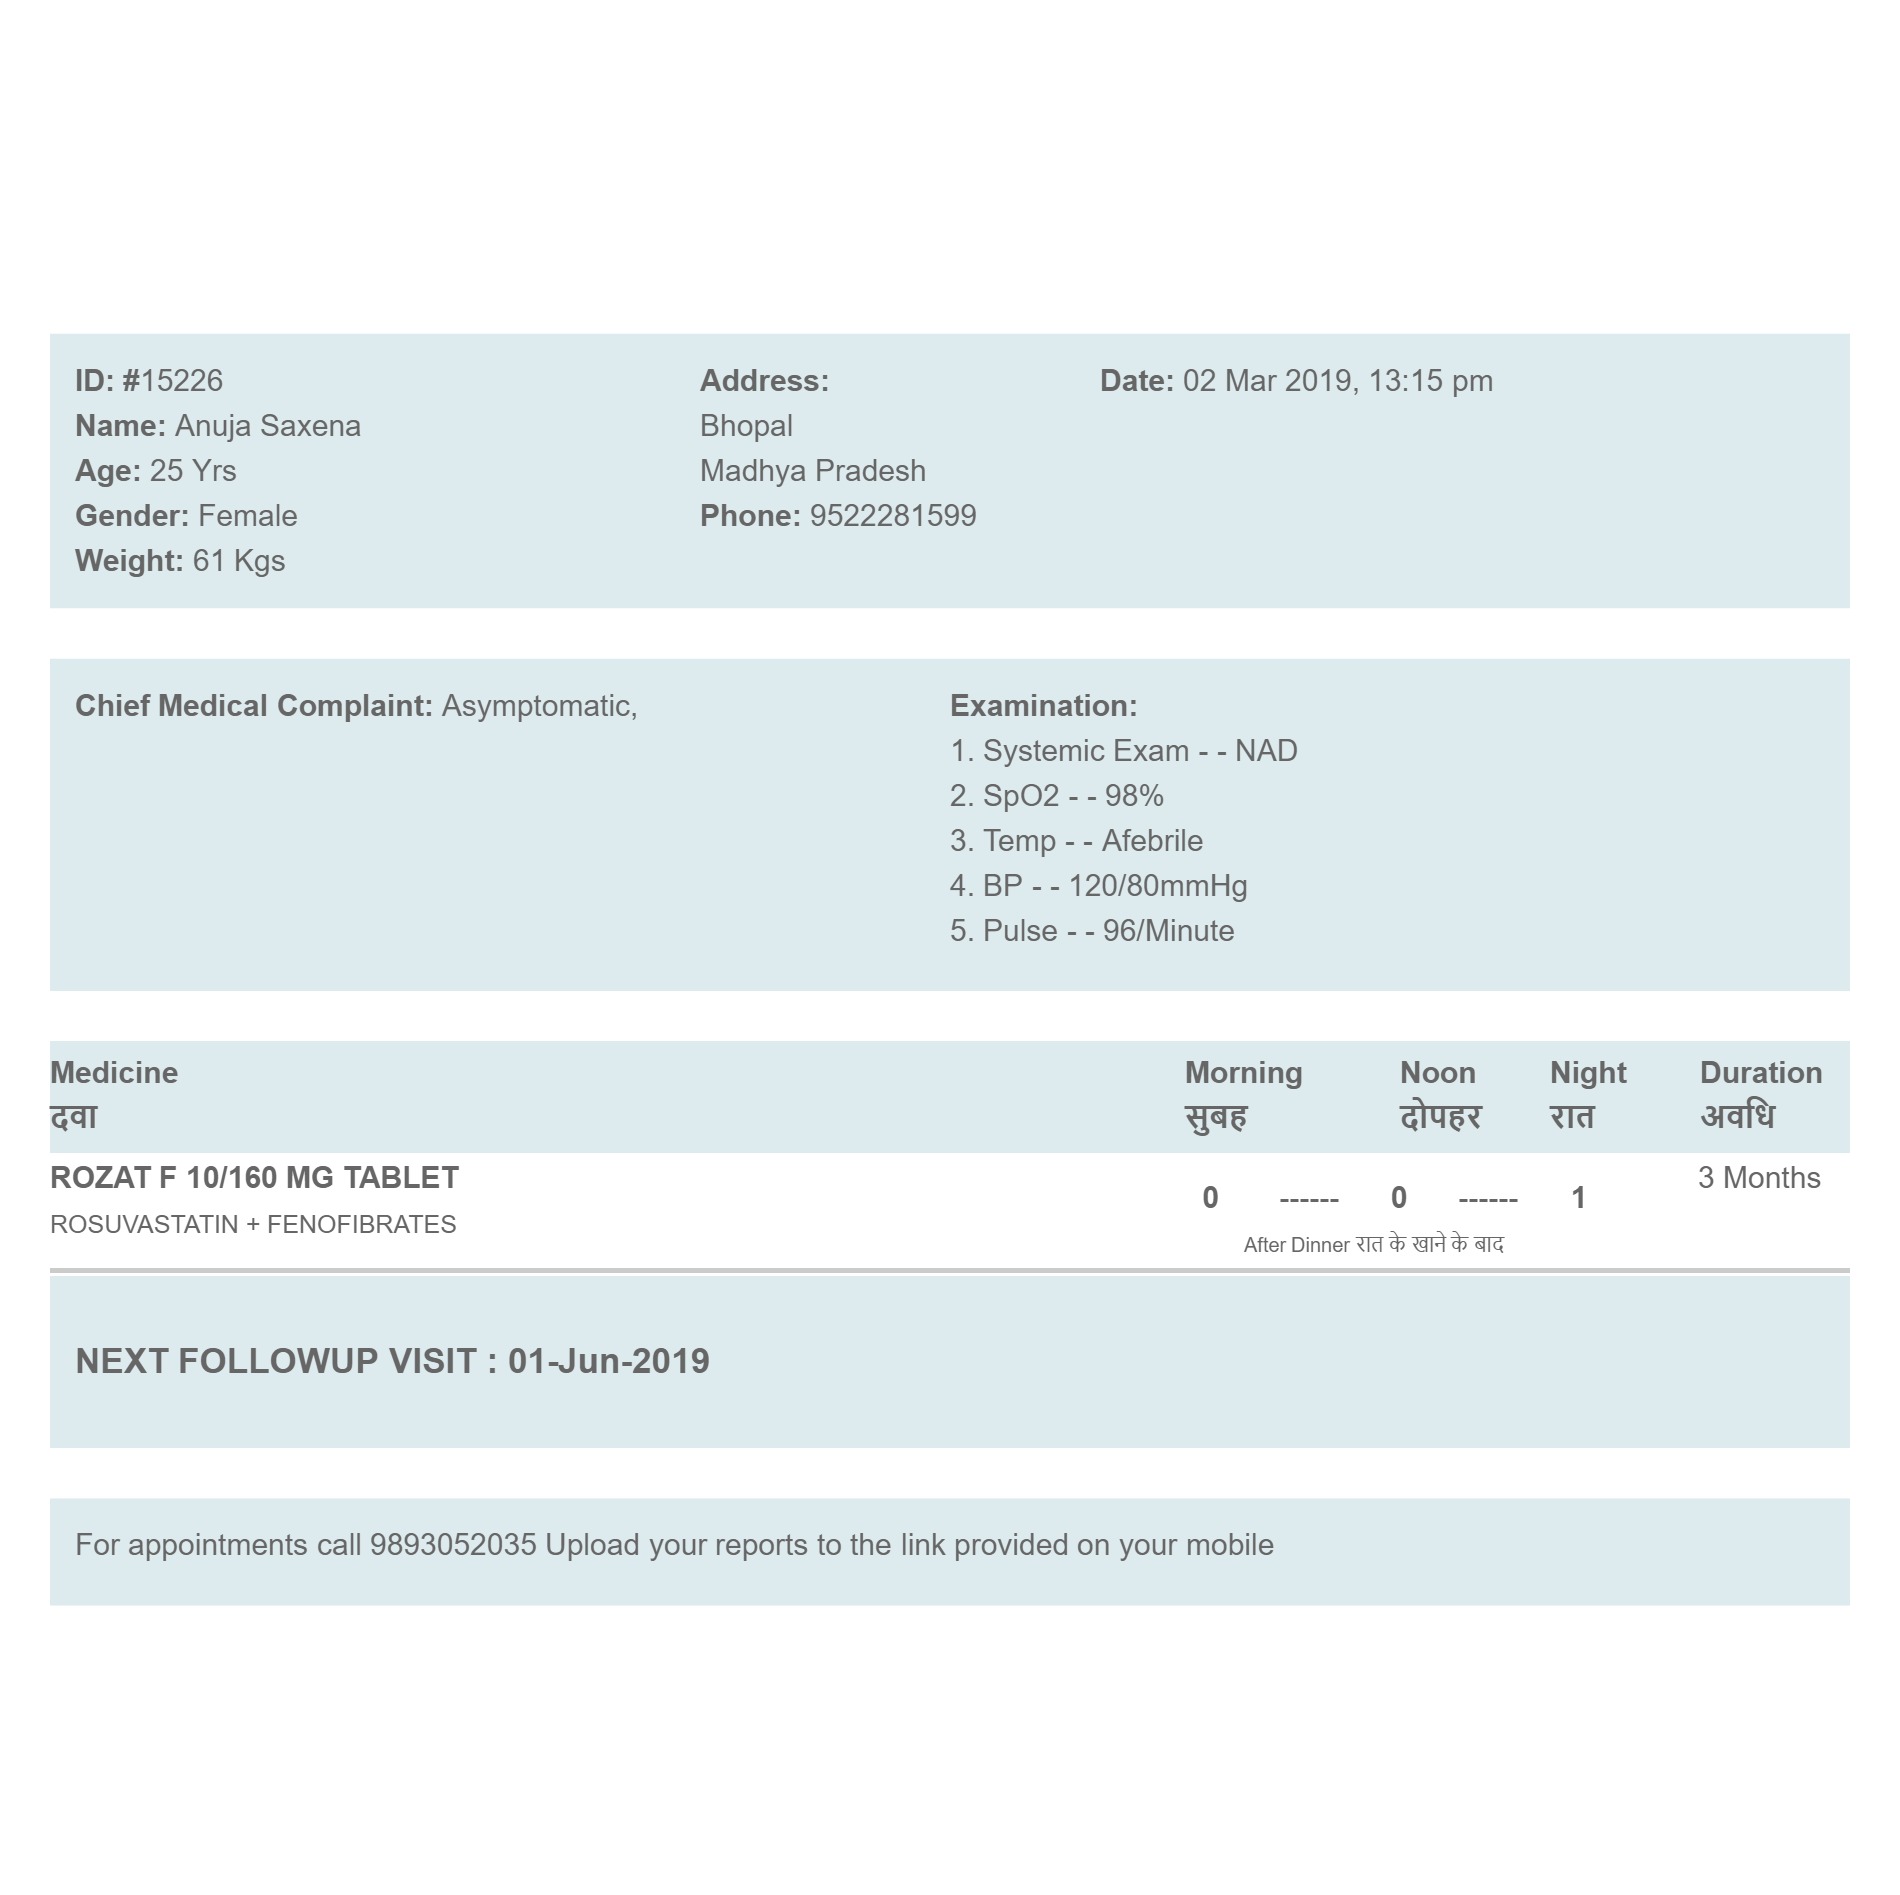 ID: #15226
Name: Anuja Saxena
Age: 25 Yrs
Gender: Female
Weight: 61 Kgs
Address:
Bhopal
Madhya Pradesh
Phone: 9522281599
Date: 02 Mar 2019, 13:15 pm
Chief Medical Complaint: Asymptomatic,
Examination:
1. Systemic Exam - - NAD
2. SpO2 - - 98%
3. Temp - - Afebrile
4. BP - - 120/80mmHg
5. Pulse - - 96/Minute
Medicine Morning Noon Night Duration
दवा सुबह दोपहर रात अवधि
ROZAT F 10/160 MG TABLET 0 ------ 0 ------ 1 3 Months
ROSUVASTATIN + FENOFIBRATES
After Dinner रात के खाने के बाद
NEXT FOLLOWUP VISIT : 01-Jun-2019
For appointments call 9893052035 Upload your reports to the link provided on your mobile